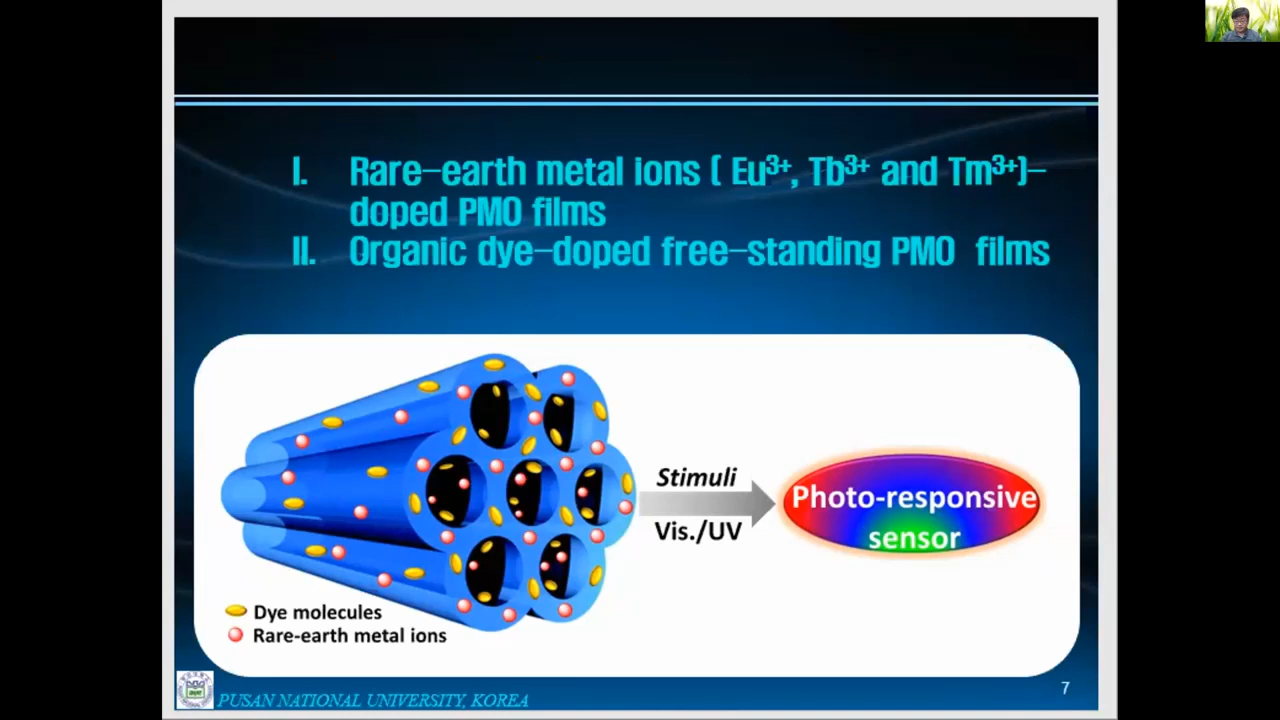 I. Rare-earth metal ions ( Eu³⁺, Tb³⁺ and Tm³⁺)-
doped PMO films
II. Organic dye-doped free-standing PMO films
Stimuli
Vis./UV
Photo-responsive
sensor
Dye molecules
Rare-earth metal ions
PUSAN NATIONAL UNIVERSITY, KOREA
7